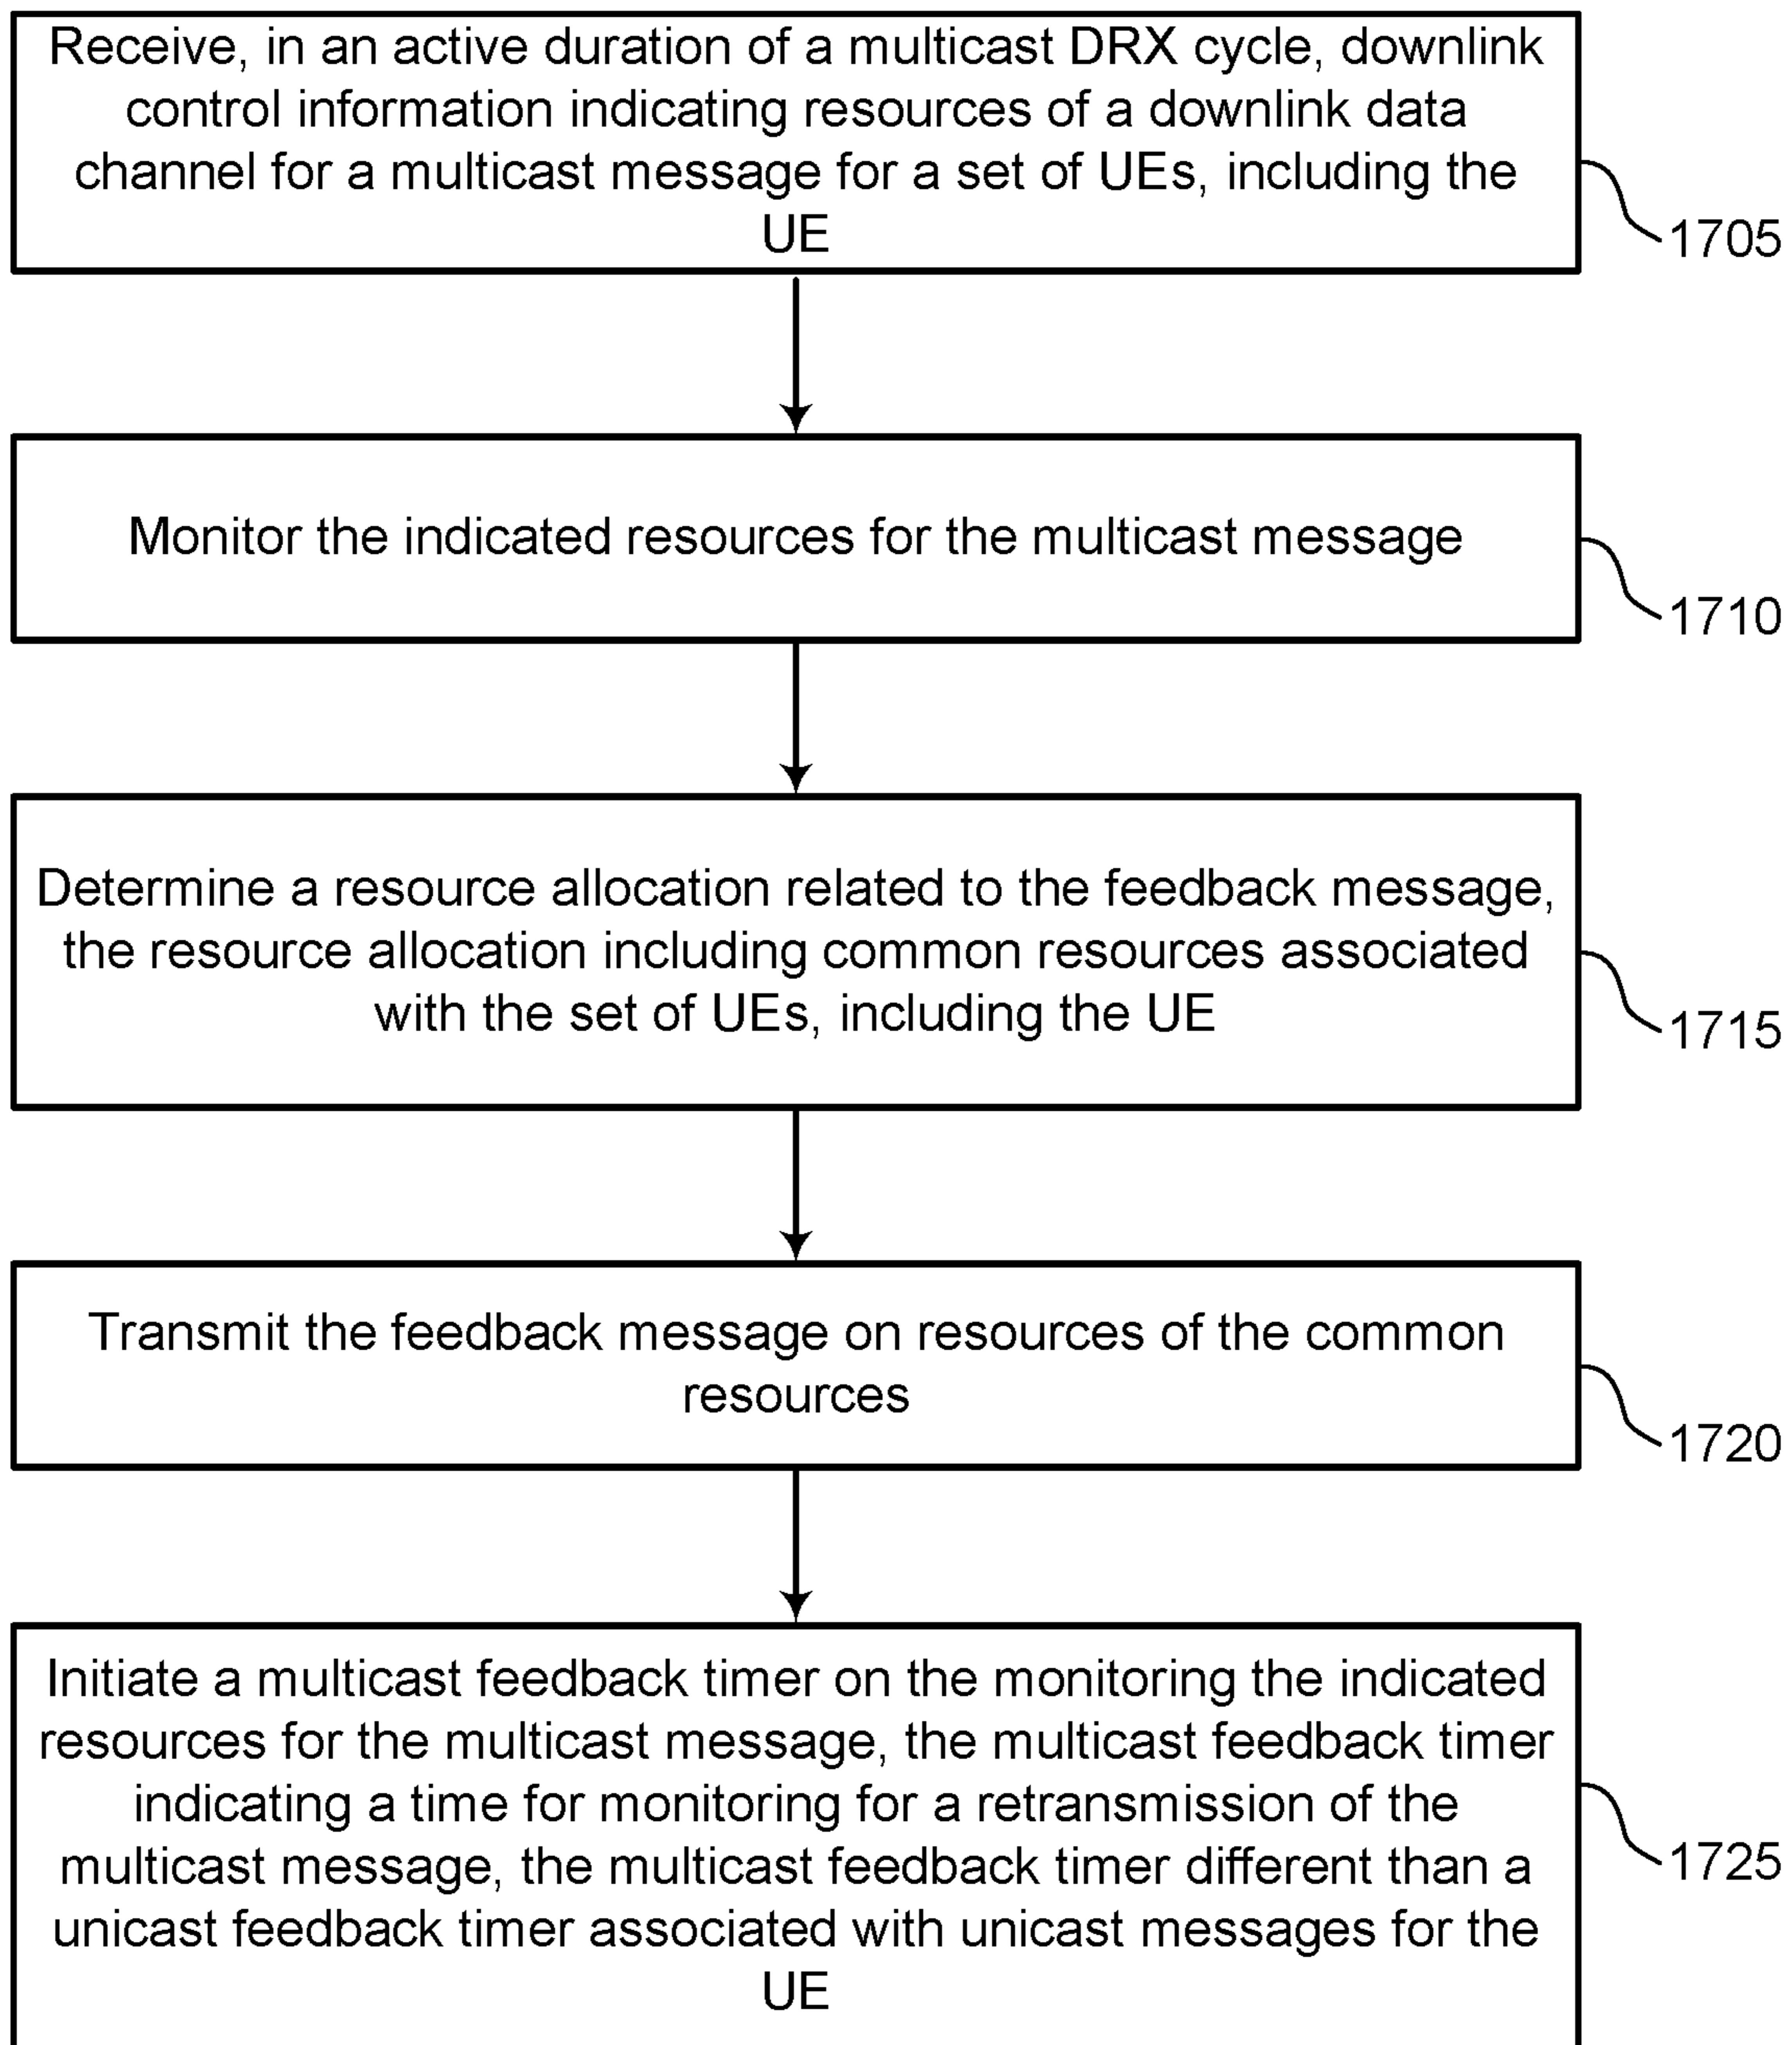 Receive, in an active duration of a multicast DRX cycle, downlink
control information indicating resources of a downlink data
channel for a multicast message for a set of UEs, including the
UE
1705
Monitor the indicated resources for the multicast message
1710
Determine a resource allocation related to the feedback message,
the resource allocation including common resources associated
with the set of UEs, including the UE
1715
Transmit the feedback message on resources of the common
resources
1720
Initiate a multicast feedback timer on the monitoring the indicated
resources for the multicast message, the multicast feedback timer
indicating a time for monitoring for a retransmission of the
multicast message, the multicast feedback timer different than a
unicast feedback timer associated with unicast messages for the
UE
1725